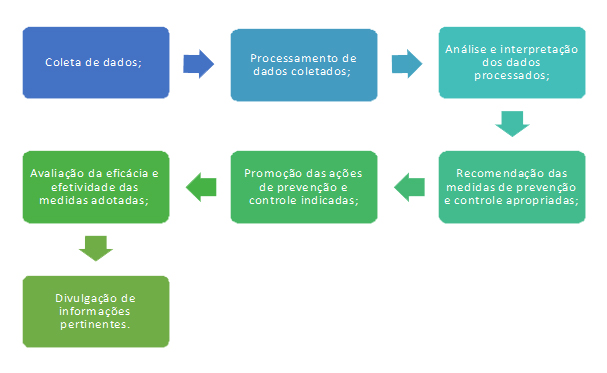 Coleta de dados;
Processamento de
dados coletados;
Análise e interpretação
dos dados
processados;
Recomendação das
medidas de prevenção
e controle apropriadas;
Promoção das ações
de prevenção e
controle indicadas;
Avaliação da eficácia e
efetividade das
medidas adotadas;
Divulgação de
informações
pertinentes.